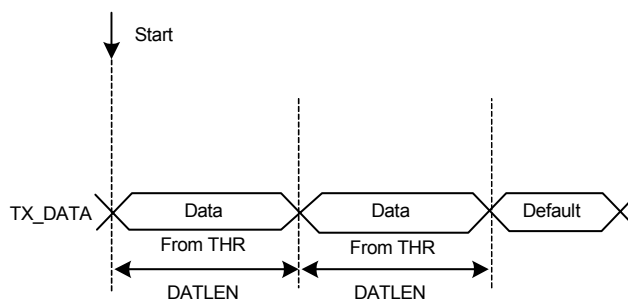 Start
TX_DATA Data Data Default
From THR From THR
DATLEN DATLEN